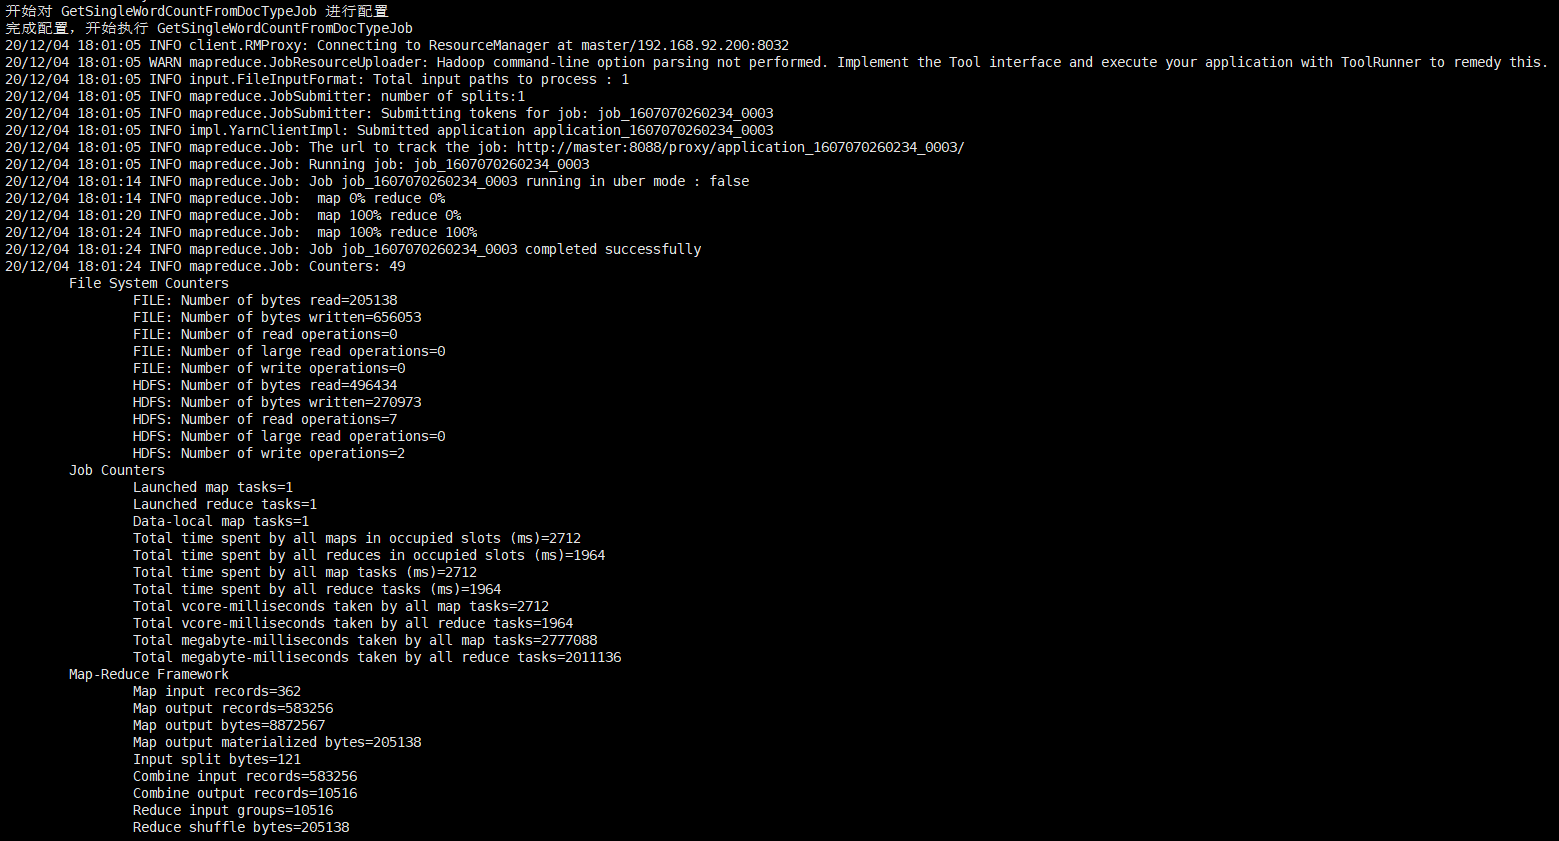 开始对 GetSingleWordCountFromDocTypeJob 进行配置
完成配置，开始执行 GetSingleWordCountFromDocTypeJob
20/12/04 18:01:05 INFO client.RMProxy: Connecting to ResourceManager at master/192.168.92.200:8032
20/12/04 18:01:05 WARN mapreduce.JobResourceUploader: Hadoop command-line option parsing not performed. Implement the Tool interface and execute your application with ToolRunner to remedy this.
20/12/04 18:01:05 INFO input.FileInputFormat: Total input paths to process : 1
20/12/04 18:01:05 INFO mapreduce.JobSubmitter: number of splits:1
20/12/04 18:01:05 INFO mapreduce.JobSubmitter: Submitting tokens for job: job_1607070260234_0003
20/12/04 18:01:05 INFO impl.YarnClientImpl: Submitted application application_1607070260234_0003
20/12/04 18:01:05 INFO mapreduce.Job: The url to track the job: http://master:8088/proxy/application_1607070260234_0003/
20/12/04 18:01:05 INFO mapreduce.Job: Running job: job_1607070260234_0003
20/12/04 18:01:14 INFO mapreduce.Job: Job job_1607070260234_0003 running in uber mode : false
20/12/04 18:01:14 INFO mapreduce.Job:  map 0% reduce 0%
20/12/04 18:01:20 INFO mapreduce.Job:  map 100% reduce 0%
20/12/04 18:01:24 INFO mapreduce.Job:  map 100% reduce 100%
20/12/04 18:01:24 INFO mapreduce.Job: Job job_1607070260234_0003 completed successfully
20/12/04 18:01:24 INFO mapreduce.Job: Counters: 49
File System Counters
FILE: Number of bytes read=205138
FILE: Number of bytes written=656053
FILE: Number of read operations=0
FILE: Number of large read operations=0
FILE: Number of write operations=0
HDFS: Number of bytes read=496434
HDFS: Number of bytes written=270973
HDFS: Number of read operations=7
HDFS: Number of large read operations=0
HDFS: Number of write operations=2
Job Counters
Launched map tasks=1
Launched reduce tasks=1
Data-local map tasks=1
Total time spent by all maps in occupied slots (ms)=2712
Total time spent by all reduces in occupied slots (ms)=1964
Total time spent by all map tasks (ms)=2712
Total time spent by all reduce tasks (ms)=1964
Total vcore-milliseconds taken by all map tasks=2712
Total vcore-milliseconds taken by all reduce tasks=1964
Total megabyte-milliseconds taken by all map tasks=2777088
Total megabyte-milliseconds taken by all reduce tasks=2011136
Map-Reduce Framework
Map input records=362
Map output records=583256
Map output bytes=8872567
Map output materialized bytes=205138
Input split bytes=121
Combine input records=583256
Combine output records=10516
Reduce input groups=10516
Reduce shuffle bytes=205138